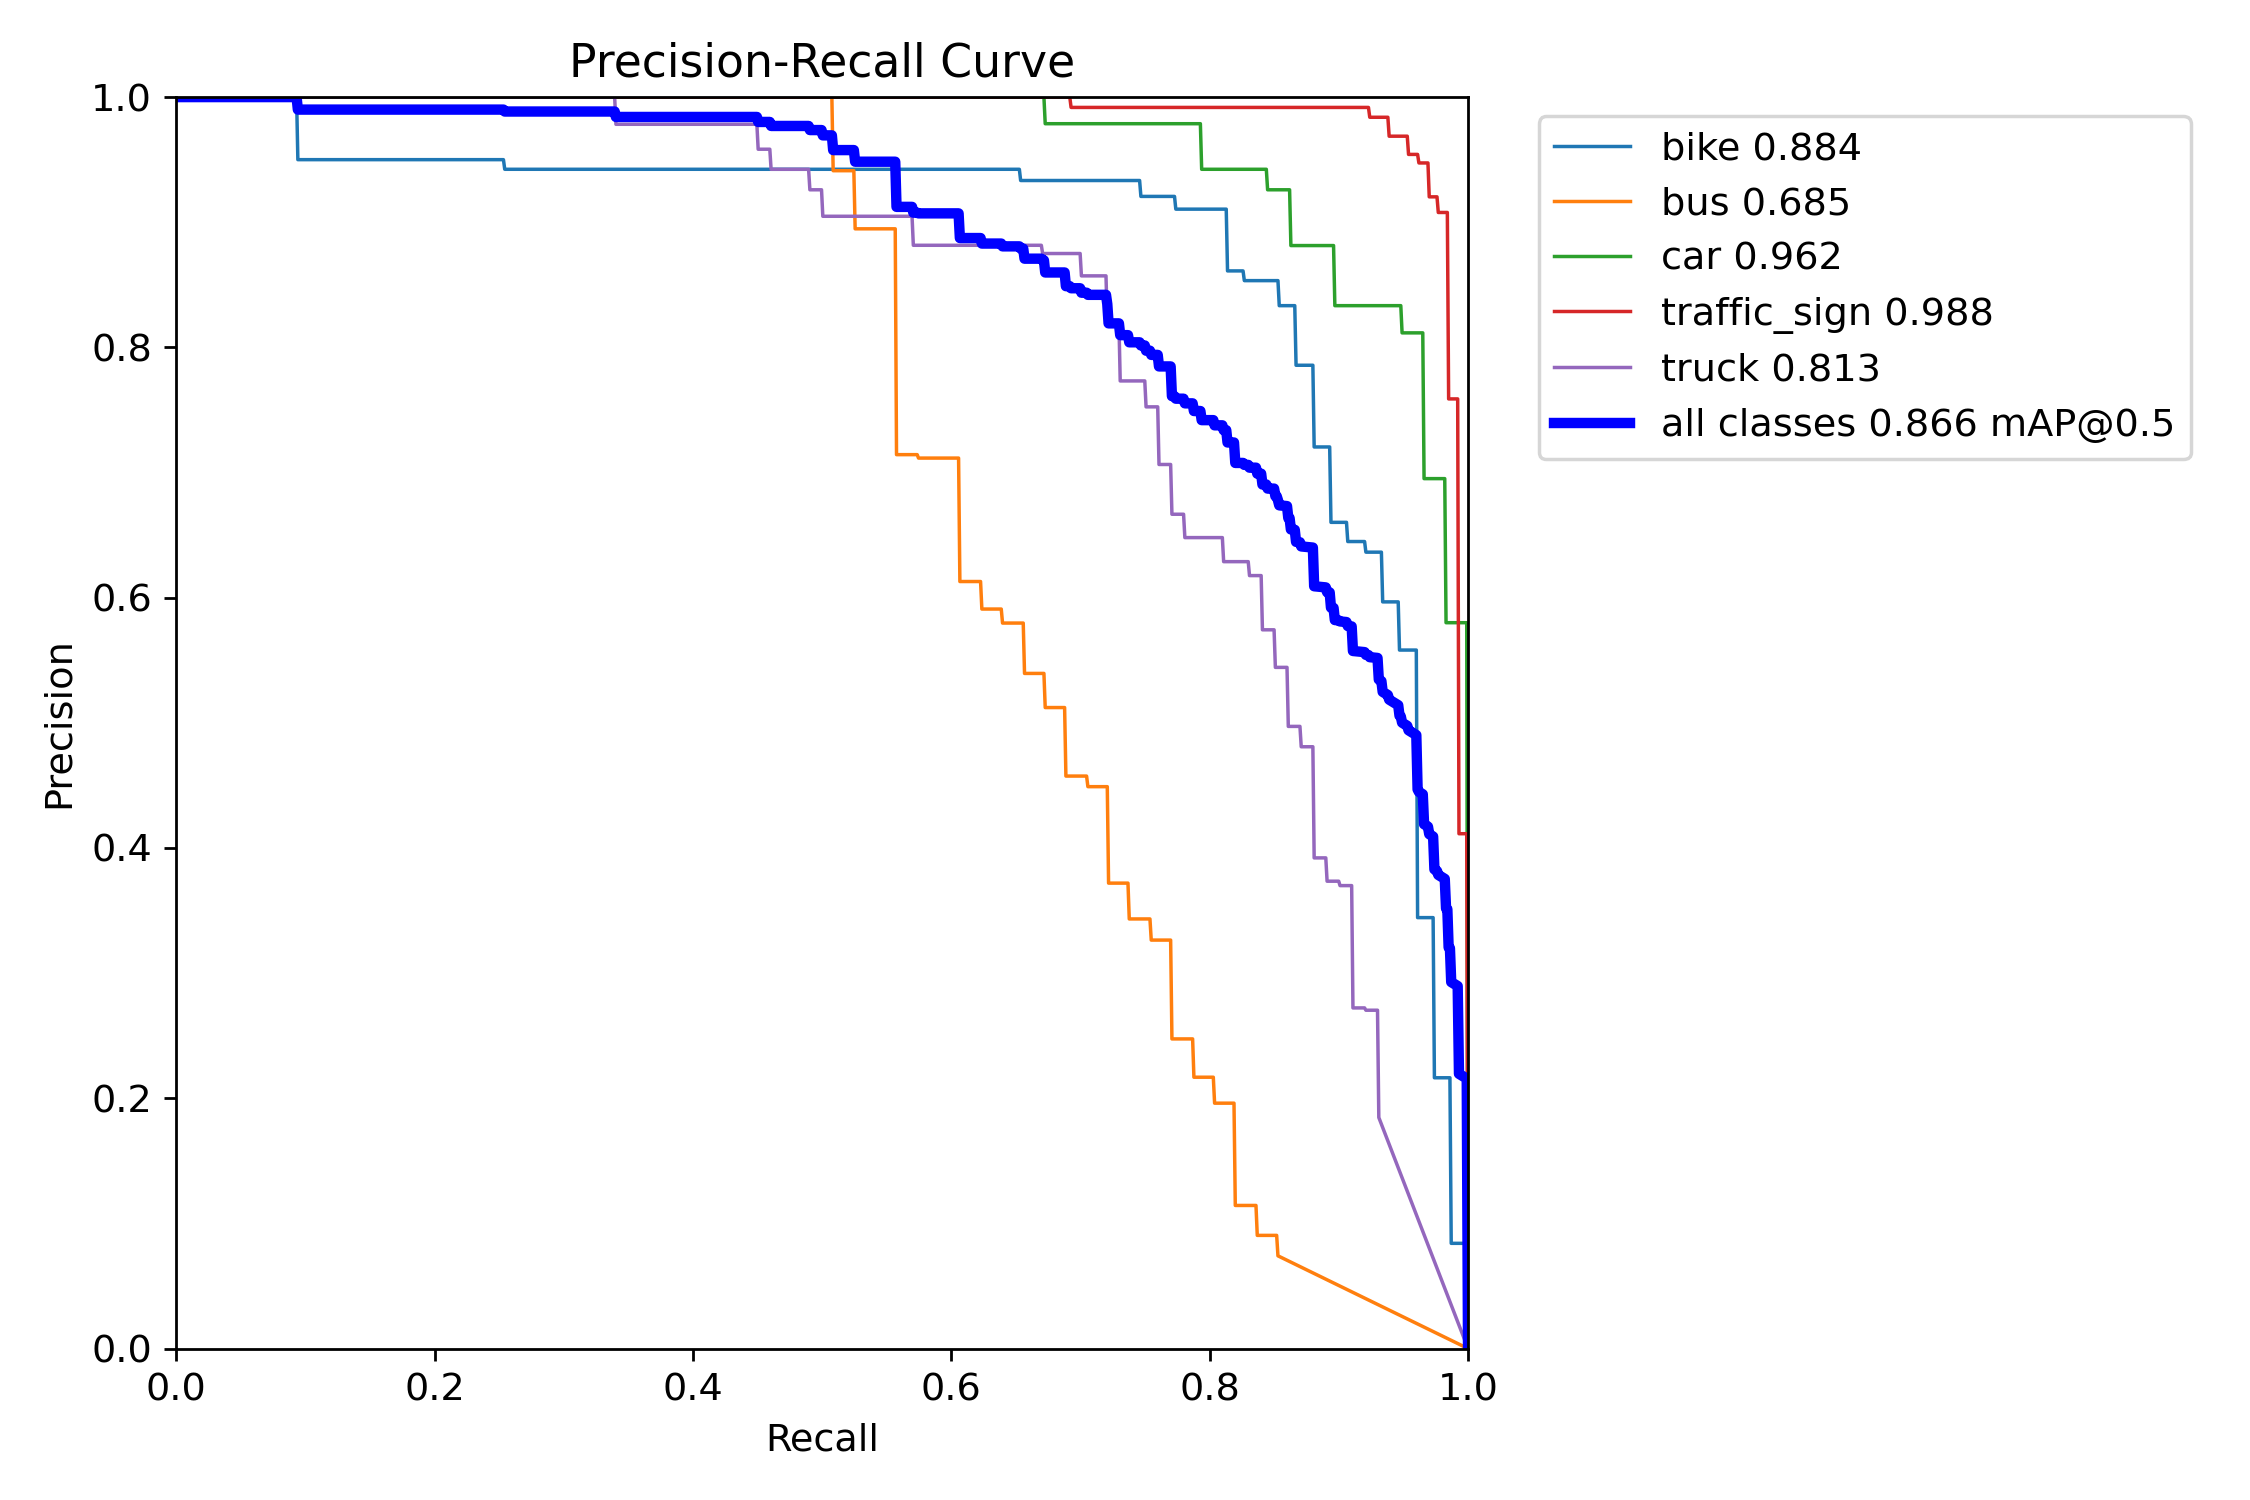 Precision-Recall Curve
1.0
0.8
0.6
0.4
0.2
0.0
Precision
0.0 0.2 0.4 0.6 0.8 1.0
Recall
bike 0.884
bus 0.685
car 0.962
traffic_sign 0.988
truck 0.813
all classes 0.866 mAP@0.5